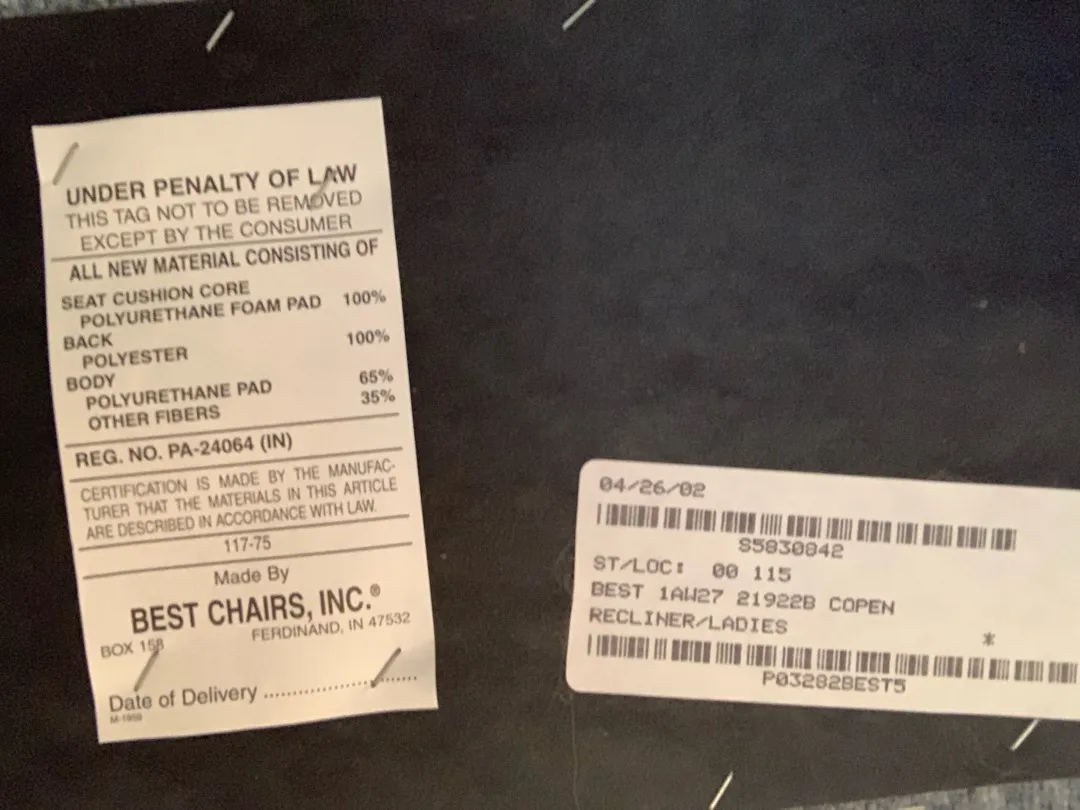 UNDER PENALTY OF LAW
THIS TAG NOT TO BE REMOVED
EXCEPT BY THE CONSUMER
ALL NEW MATERIAL CONSISTING OF
SEAT CUSHION CORE
POLYURETHANE FOAM PAD 100%
BACK
POLYESTER 100%
BODY
POLYURETHANE PAD 65%
OTHER FIBERS 35%
REG. NO. PA-24064 (IN)
CERTIFICATION IS MADE BY THE MANUFAC-
TURER THAT THE MATERIALS IN THIS ARTICLE
ARE DESCRIBED IN ACCORDANCE WITH LAW.
117-75
Made By
BEST CHAIRS, INC.®
BOX 158 FERDINAND, IN 47532
Date of Delivery ........................
M-1959
04/26/02
S5830842
ST/LOC: 00 115
BEST 1AW27 21922B COPEN
RECLINER/LADIES
*
P03282BEST5